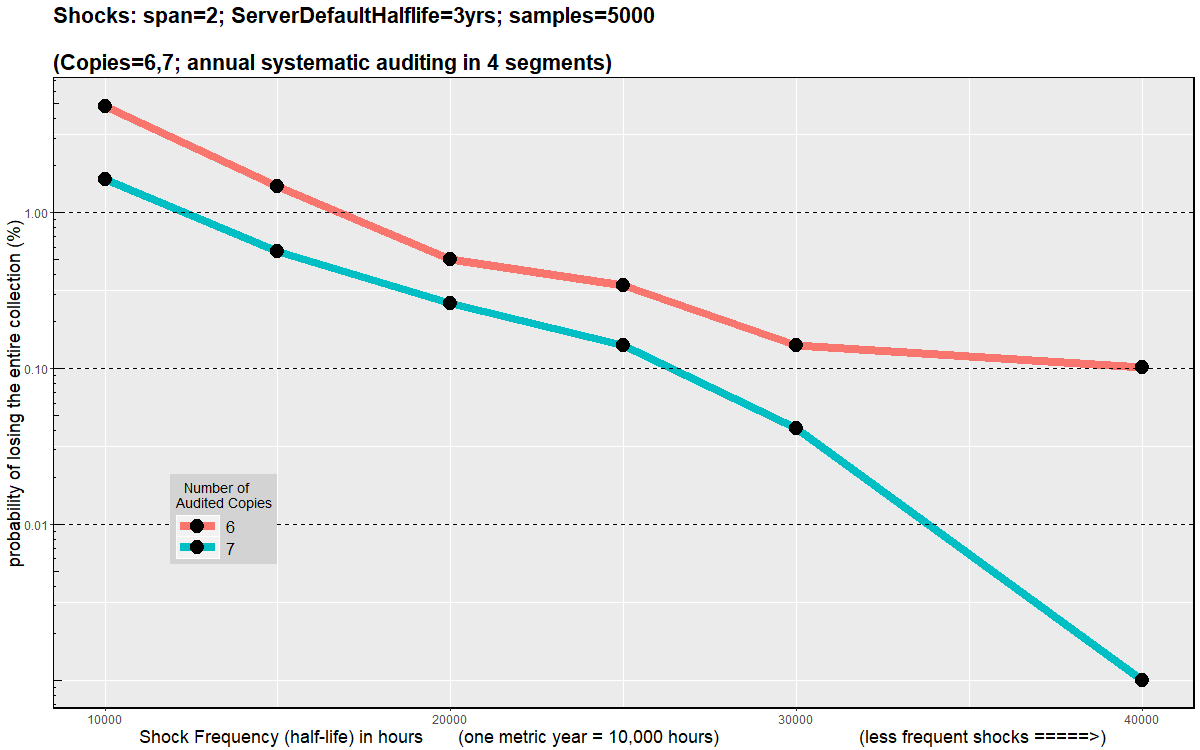 Shocks: span=2; ServerDefaultHalflife=3yrs; samples=5000
(Copies=6,7; annual systematic auditing in 4 segments)
probability of losing the entire collection (%)
1.00
0.10
0.01
Number of
Audited Copies
6
7
10000
20000
30000
40000
Shock Frequency (half-life) in hours (one metric year = 10,000 hours) (less frequent shocks =====>)